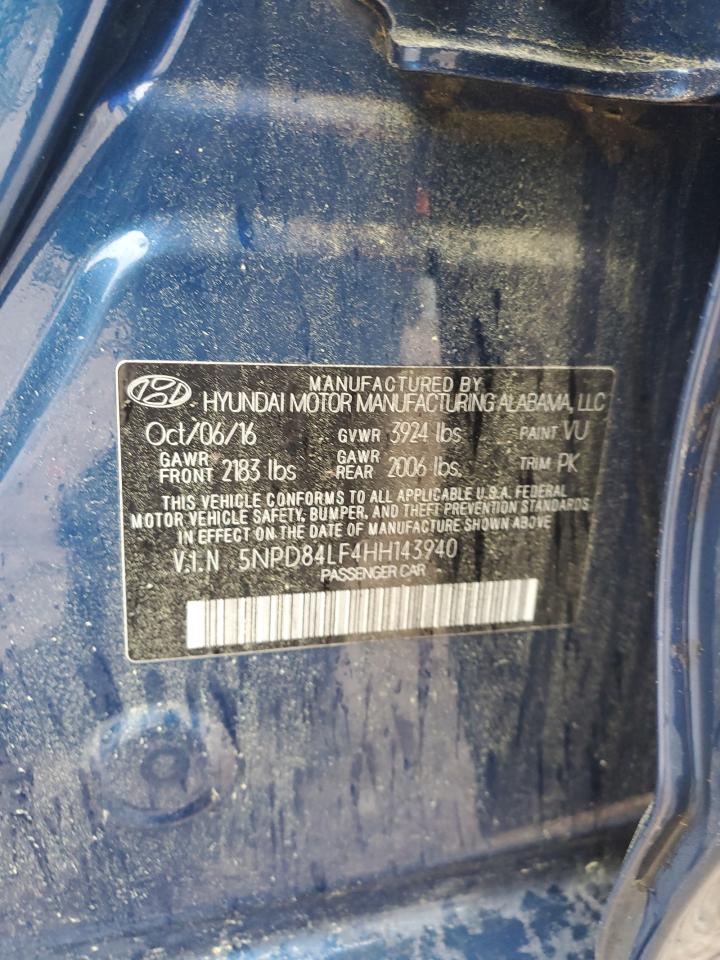 MANUFACTURED BY
HYUNDAI MOTOR MANUFACTURING ALABAMA, LLC
Oct/06/16 GVWR 3924 lbs PAINT VU
GAWR FRONT 2183 lbs GAWR REAR 2006 lbs. TRIM PK
THIS VEHICLE CONFORMS TO ALL APPLICABLE U.S.A. FEDERAL
MOTOR VEHICLE SAFETY, BUMPER, AND THEFT PREVENTION STANDARDS
IN EFFECT ON THE DATE OF MANUFACTURE SHOWN ABOVE
V.I.N 5NPD84LF4HH143940
PASSENGER CAR